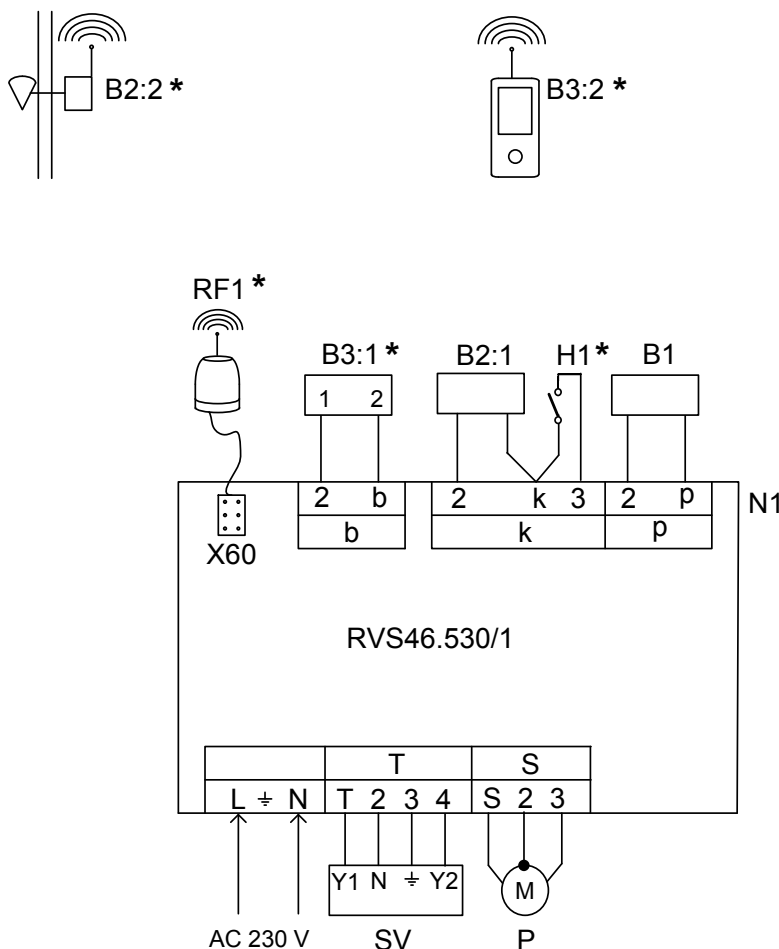 B2:2 *
B3:2 *
RF1 *
B3:1 * B2:1 H1 * B1
1 2
2 b 2 k 3 2 p N1
b k p
X60
RVS46.530/1
T S
L ⏚ N T 2 3 4 S 2 3
Y1 N ⏚ Y2 M
AC 230 V SV P